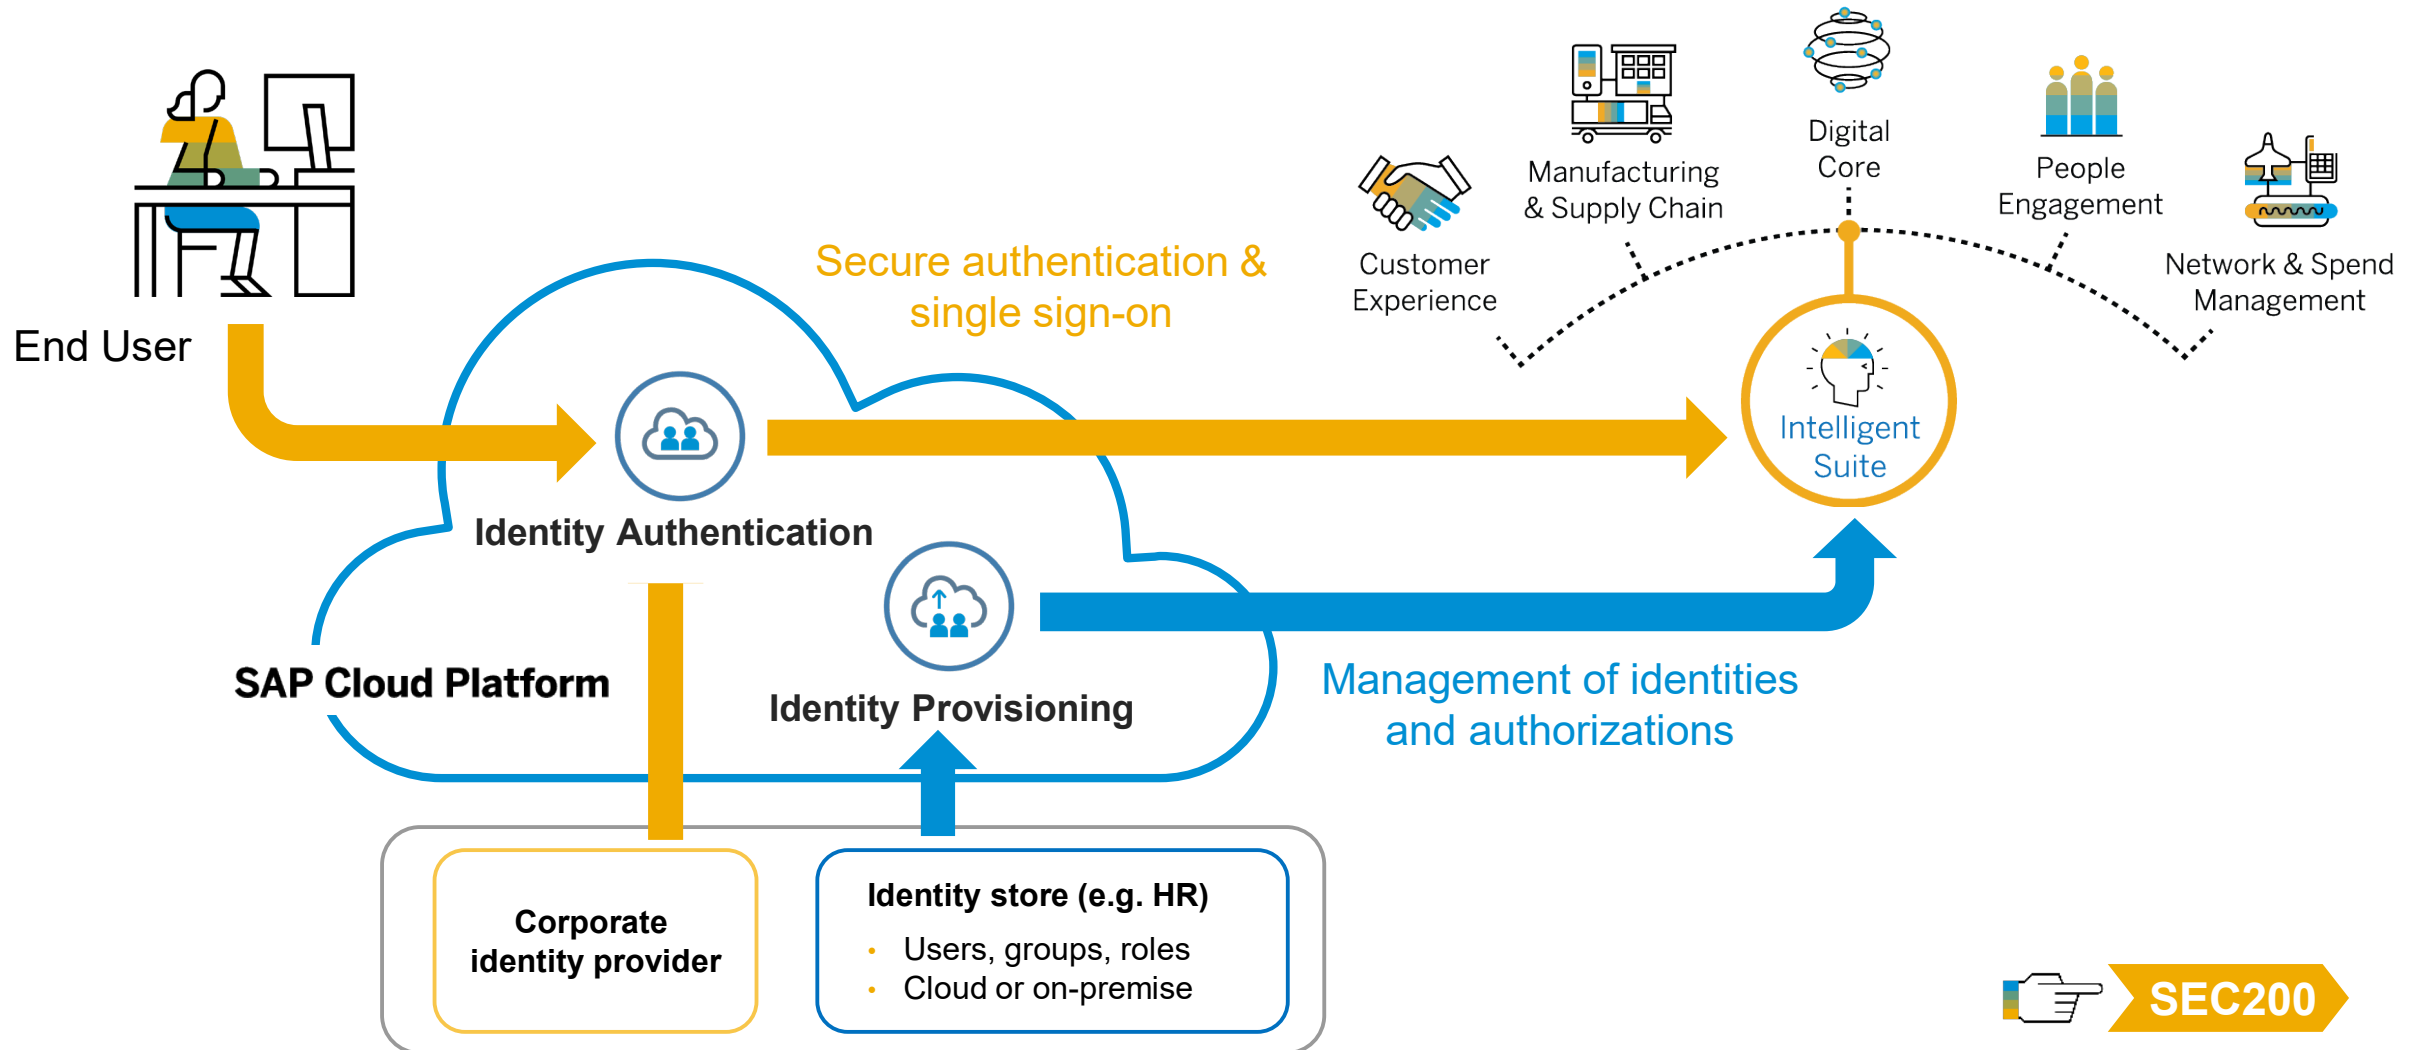 End User
Secure authentication &
single sign-on
Customer
Experience
Manufacturing
& Supply Chain
Digital
Core
People
Engagement
Network & Spend
Management
Intelligent
Suite
Identity Authentication
SAP Cloud Platform
Identity Provisioning
Management of identities
and authorizations
Corporate
identity provider
Identity store (e.g. HR)
• Users, groups, roles
• Cloud or on-premise
SEC200